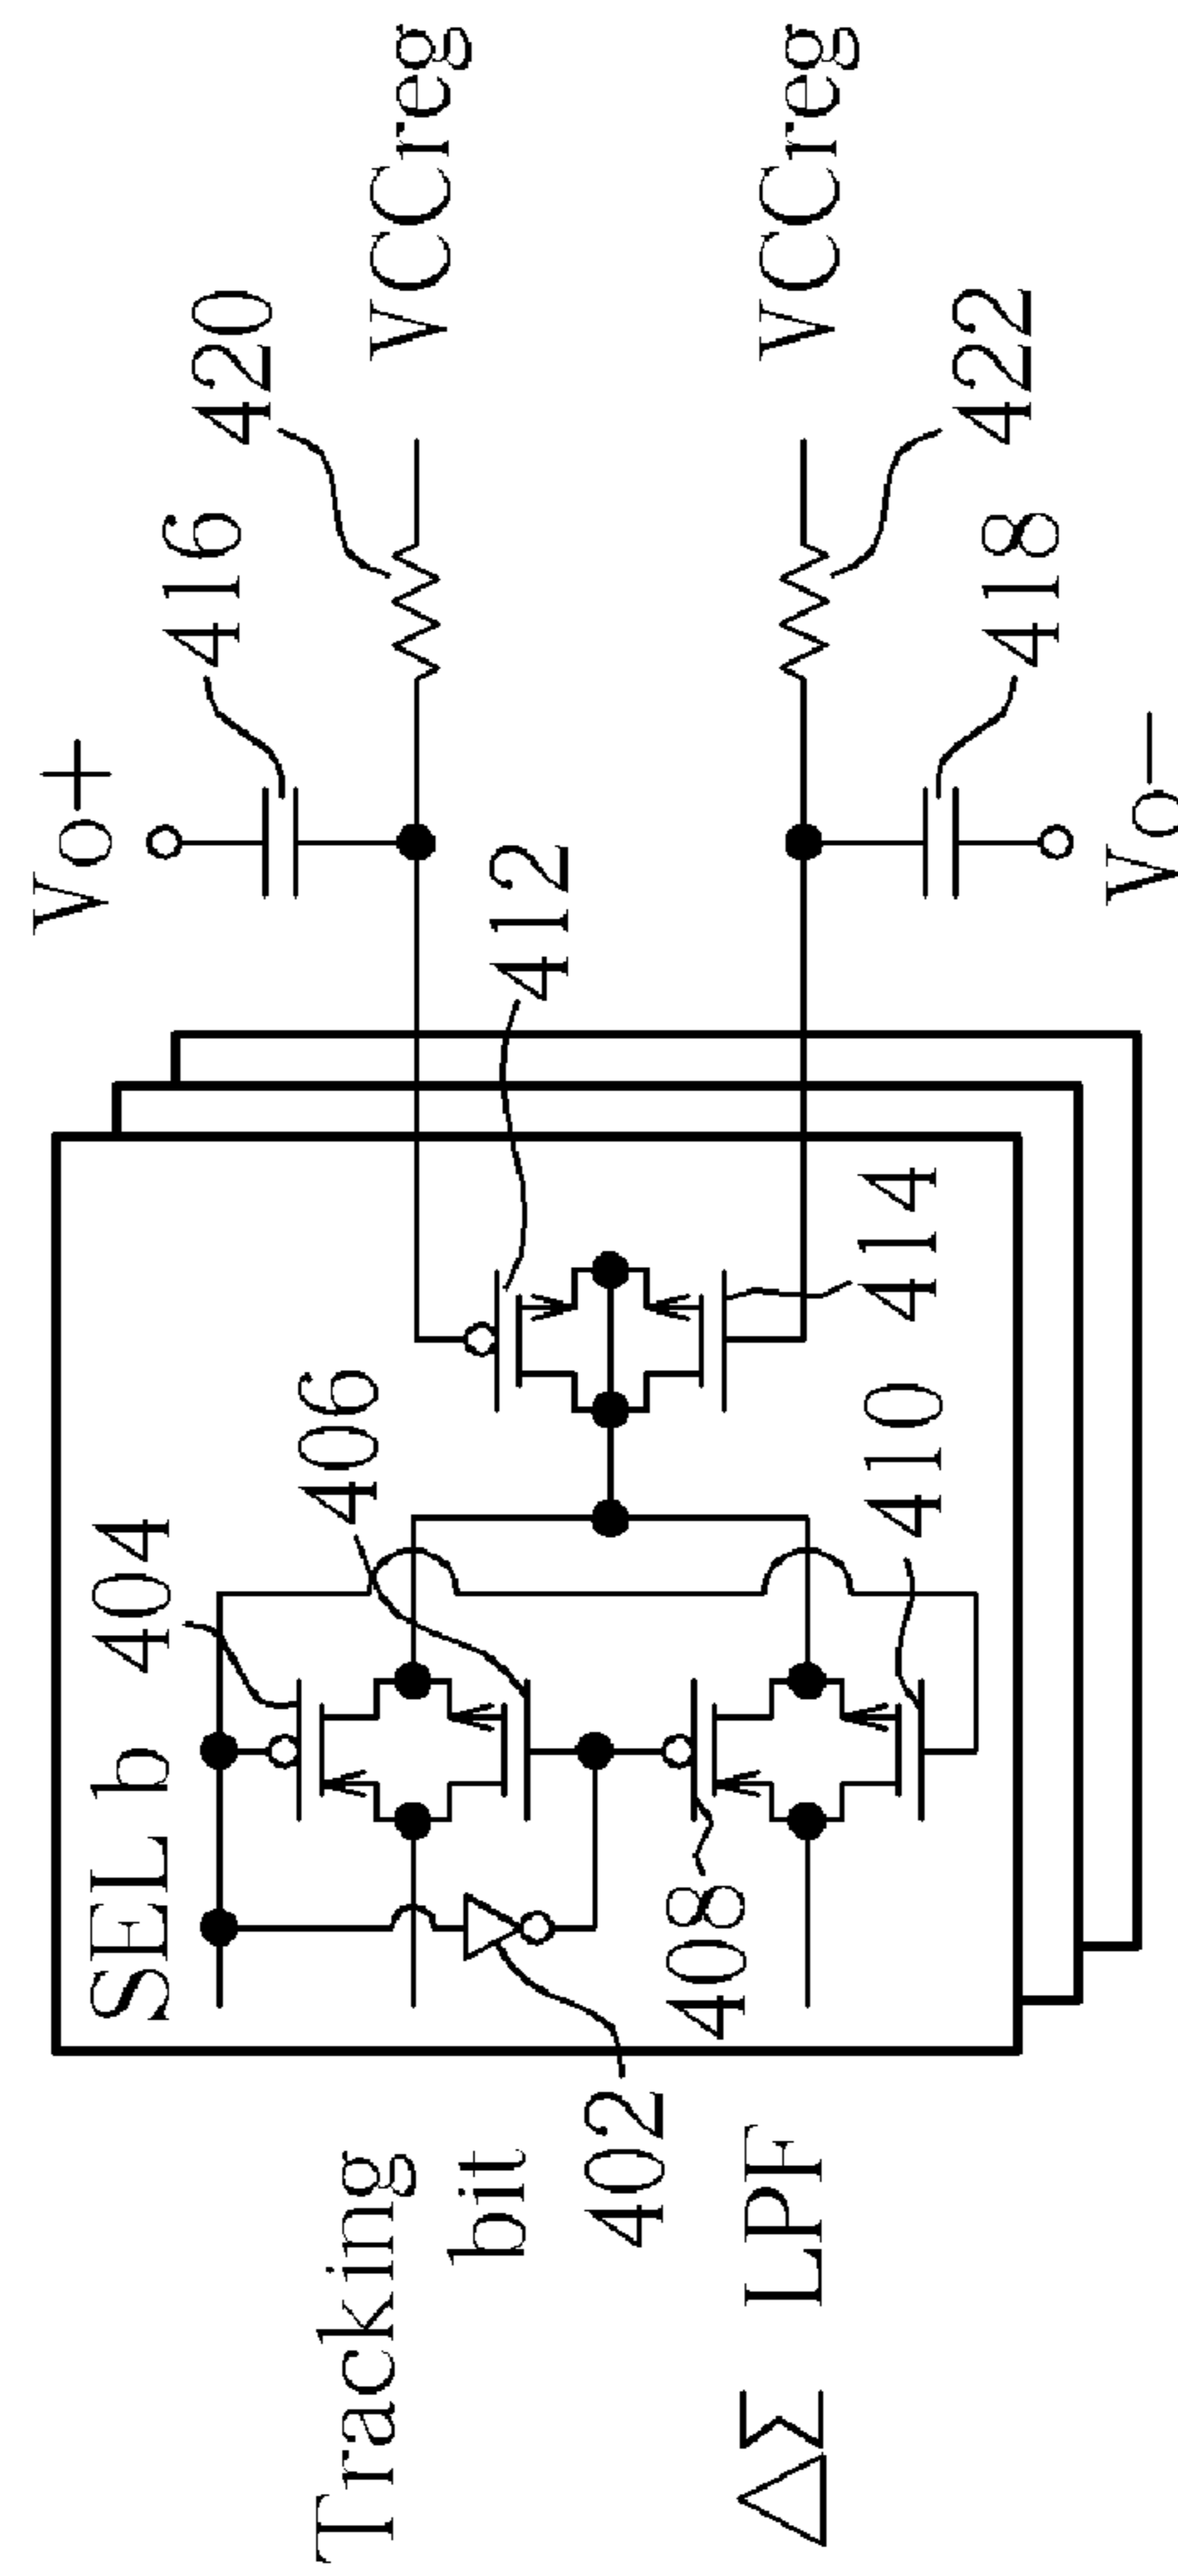 Vo+
416
420
VCCreg
SEL b
404
406
412
Tracking
bit
402
408
410
414
VCCreg
ΔΣ LPF
418
422
Vo−